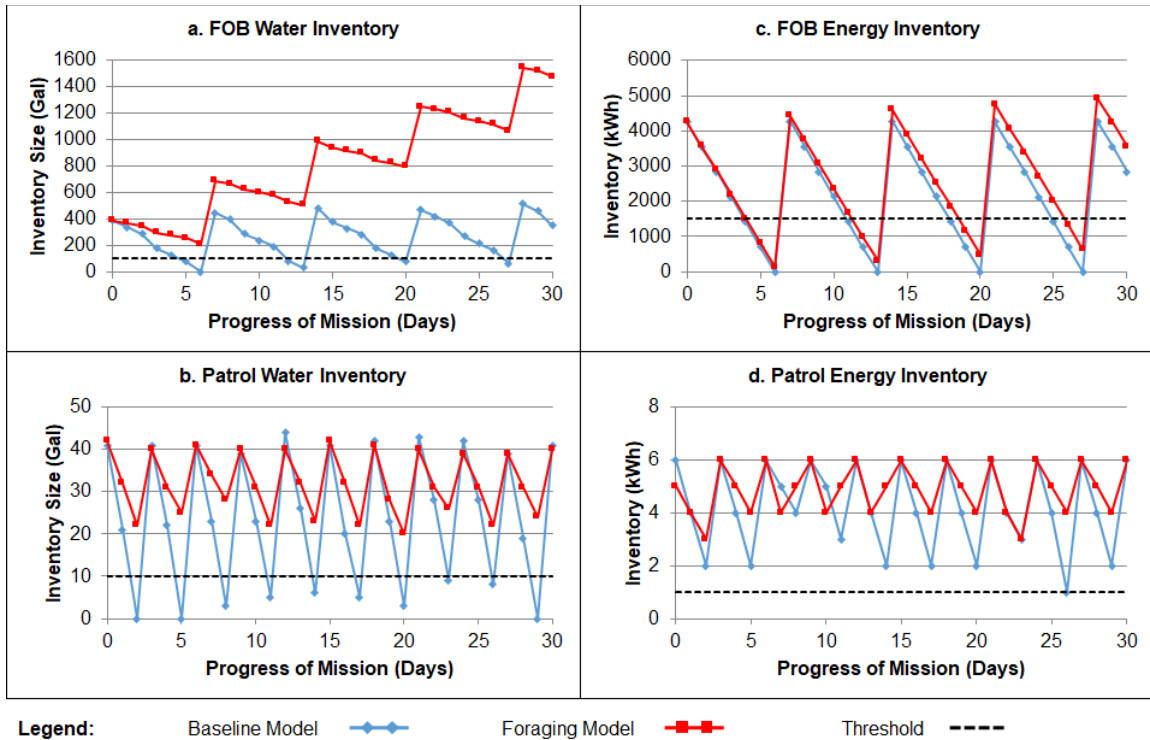 a. FOB Water Inventory
Inventory Size (Gal)
1600
1400
1200
1000
800
600
400
200
0
0 5 10 15 20 25 30
Progress of Mission (Days)
c. FOB Energy Inventory
Inventory (kWh)
6000
5000
4000
3000
2000
1000
0
0 5 10 15 20 25 30
Progress of Mission (Days)
b. Patrol Water Inventory
Inventory Size (Gal)
50
40
30
20
10
0
0 5 10 15 20 25 30
Progress of Mission (Days)
d. Patrol Energy Inventory
Inventory (kWh)
8
6
4
2
0
0 5 10 15 20 25 30
Progress of Mission (Days)
Legend: Baseline Model Foraging Model Threshold